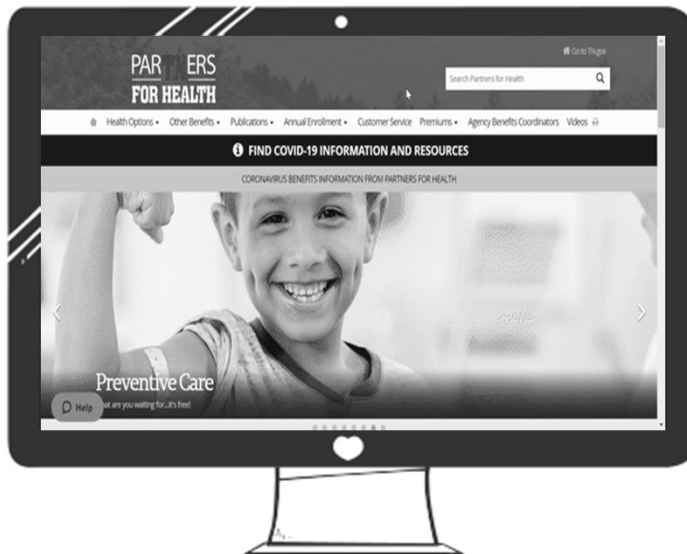 PARTNERS
FOR HEALTH
Go to TN.gov
Search Partners for Health
Health Options Other Benefits Publications Annual Enrollment Customer Service Premiums Agency Benefits Coordinators Videos
FIND COVID-19 INFORMATION AND RESOURCES
CORONAVIRUS BENEFITS INFORMATION FROM PARTNERS FOR HEALTH
Preventive Care
at are you waiting for...it's free!
Help